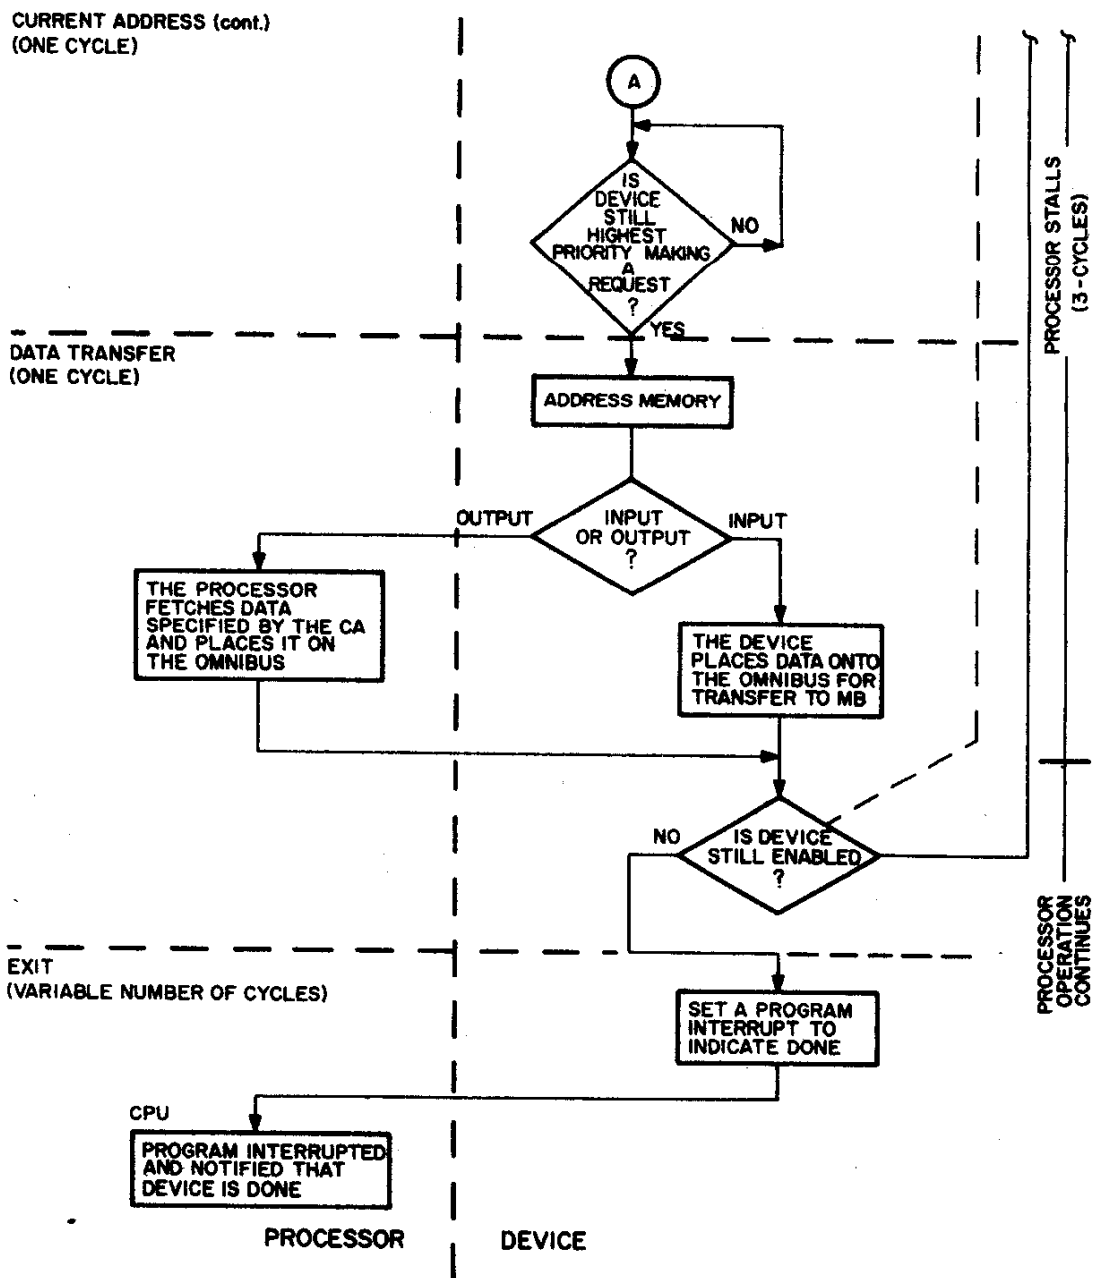 CURRENT ADDRESS (cont.)
(ONE CYCLE)
A
IS
DEVICE
STILL
HIGHEST
PRIORITY MAKING
A
REQUEST
?
NO
YES
PROCESSOR STALLS
(3-CYCLES)
DATA TRANSFER
(ONE CYCLE)
ADDRESS MEMORY
OUTPUT
INPUT
OR OUTPUT
?
INPUT
THE PROCESSOR
FETCHES DATA
SPECIFIED BY THE CA
AND PLACES IT ON
THE OMNIBUS
THE DEVICE
PLACES DATA ONTO
THE OMNIBUS FOR
TRANSFER TO MB
NO
IS DEVICE
STILL ENABLED
?
PROCESSOR
OPERATION
CONTINUES
EXIT
(VARIABLE NUMBER OF CYCLES)
SET A PROGRAM
INTERRUPT TO
INDICATE DONE
CPU
PROGRAM INTERRUPTED
AND NOTIFIED THAT
DEVICE IS DONE
PROCESSOR
DEVICE